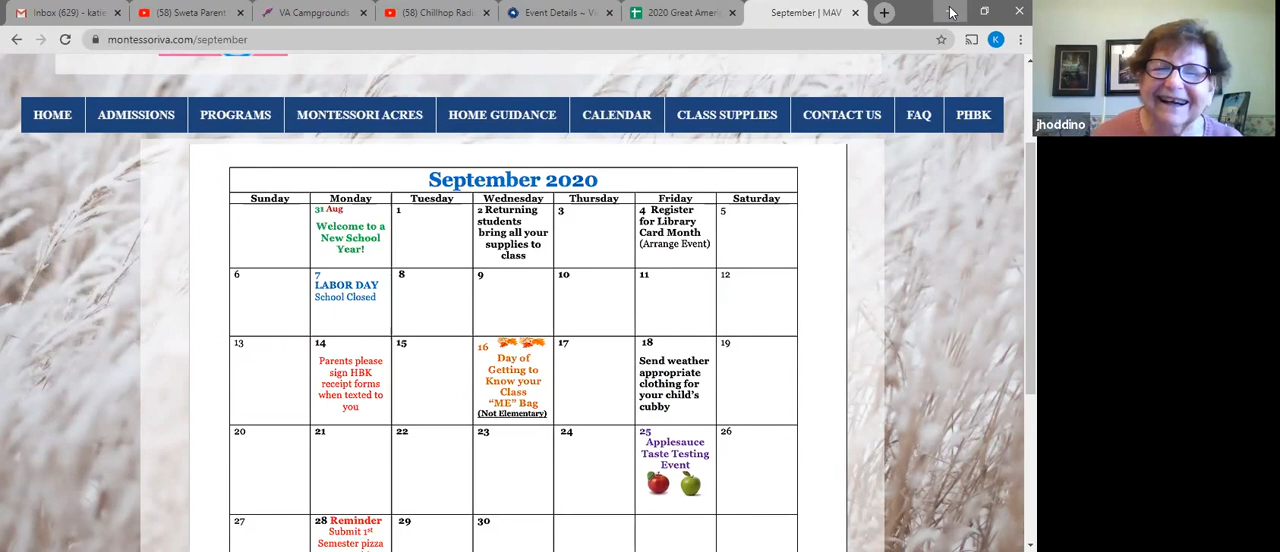 Inbox (629) - katie
(58) Sweta Parent
VA Campgrounds
(58) Chillhop Radi
Event Details ~ Vi
2020 Great Ameri
September | MAV
montessoriva.com/september
K
HOME
ADMISSIONS
PROGRAMS
MONTESSORI ACRES
HOME GUIDANCE
CALENDAR
CLASS SUPPLIES
CONTACT US
FAQ
PHBK
jhoddino
September 2020
Sunday Monday Tuesday Wednesday Thursday Friday Saturday
31 Aug
Welcome to a
New School
Year!
1
2 Returning
students
bring all your
supplies to
class
3
4 Register
for Library
Card Month
(Arrange Event)
5
6
7
LABOR DAY
School Closed
8
9
10
11
12
13
14
Parents please
sign HBK
receipt forms
when texted to
you
15
16
Day of
Getting to
Know your
Class
“ME” Bag
(Not Elementary)
17
18
Send weather
appropriate
clothing for
your child’s
cubby
19
20
21
22
23
24
25
Applesauce
Taste Testing
Event
26
27
28 Reminder
Submit 1st
Semester pizza
29
30